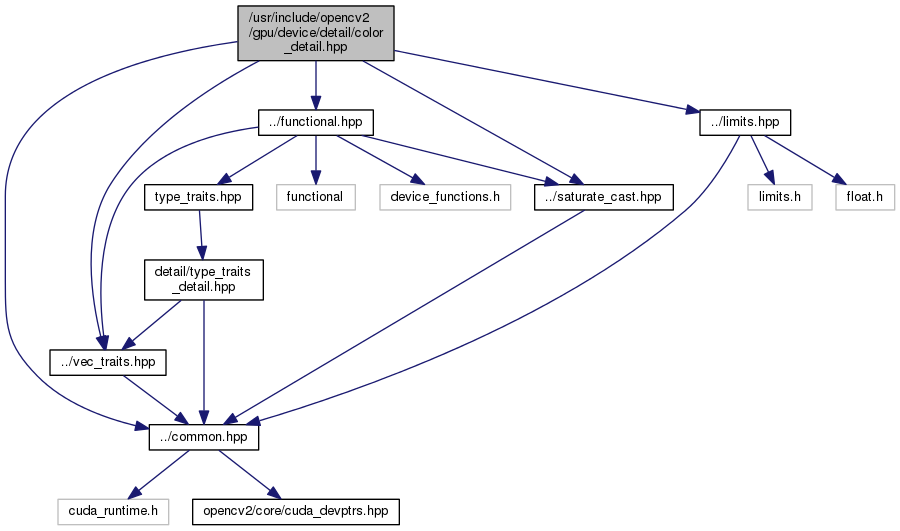 /usr/include/opencv2
/gpu/device/detail/color
_detail.hpp
../functional.hpp
../limits.hpp
type_traits.hpp
functional
device_functions.h
../saturate_cast.hpp
limits.h
float.h
detail/type_traits
_detail.hpp
../vec_traits.hpp
../common.hpp
cuda_runtime.h
opencv2/core/cuda_devptrs.hpp